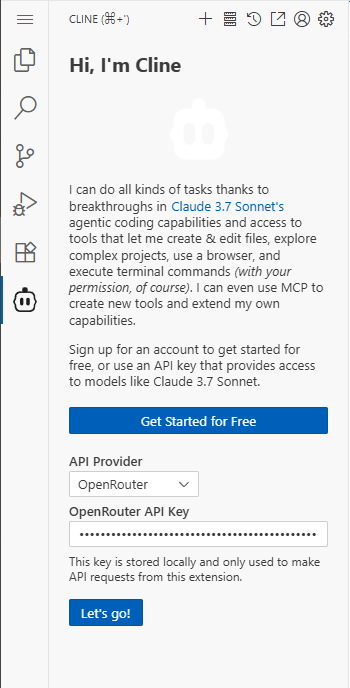 CLINE (⌘+')
Hi, I'm Cline
I can do all kinds of tasks thanks to
breakthroughs in Claude 3.7 Sonnet's
agentic coding capabilities and access to
tools that let me create & edit files, explore
complex projects, use a browser, and
execute terminal commands (with your
permission, of course). I can even use MCP to
create new tools and extend my own
capabilities.
Sign up for an account to get started for
free, or use an API key that provides access
to models like Claude 3.7 Sonnet.
Get Started for Free
API Provider
OpenRouter
OpenRouter API Key
••••••••••••••••••••••••••••••••••••••••••
This key is stored locally and only used to make
API requests from this extension.
Let's go!